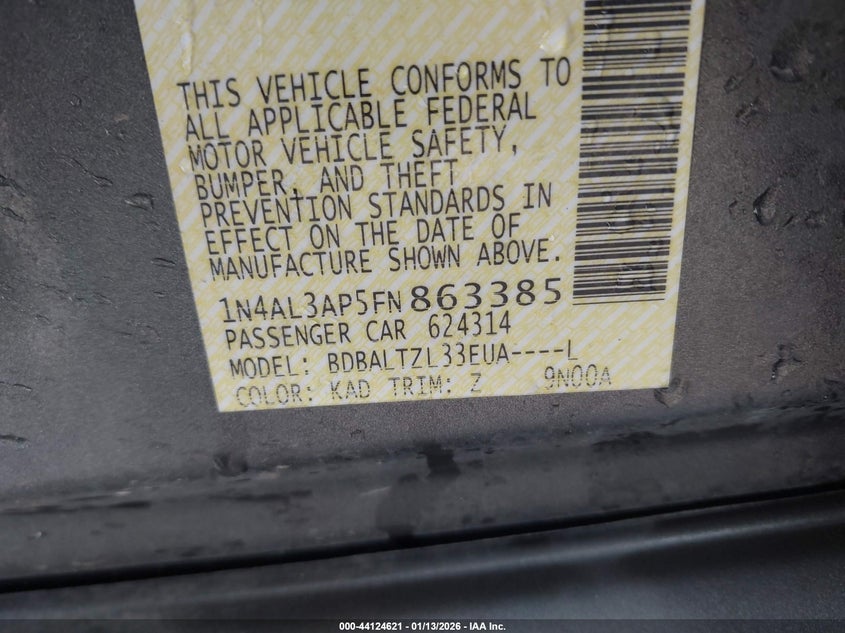 THIS VEHICLE CONFORMS TO
ALL APPLICABLE FEDERAL
MOTOR VEHICLE SAFETY,
BUMPER, AND THEFT
PREVENTION STANDARDS IN
EFFECT ON THE DATE OF
MANUFACTURE SHOWN ABOVE.
1N4AL3AP5FN 863385
PASSENGER CAR 624314
MODEL: BDBALTZL33EUA----L
COLOR: KAD TRIM: Z 9N00A
000-44124621 - 01/13/2026 - IAA Inc.